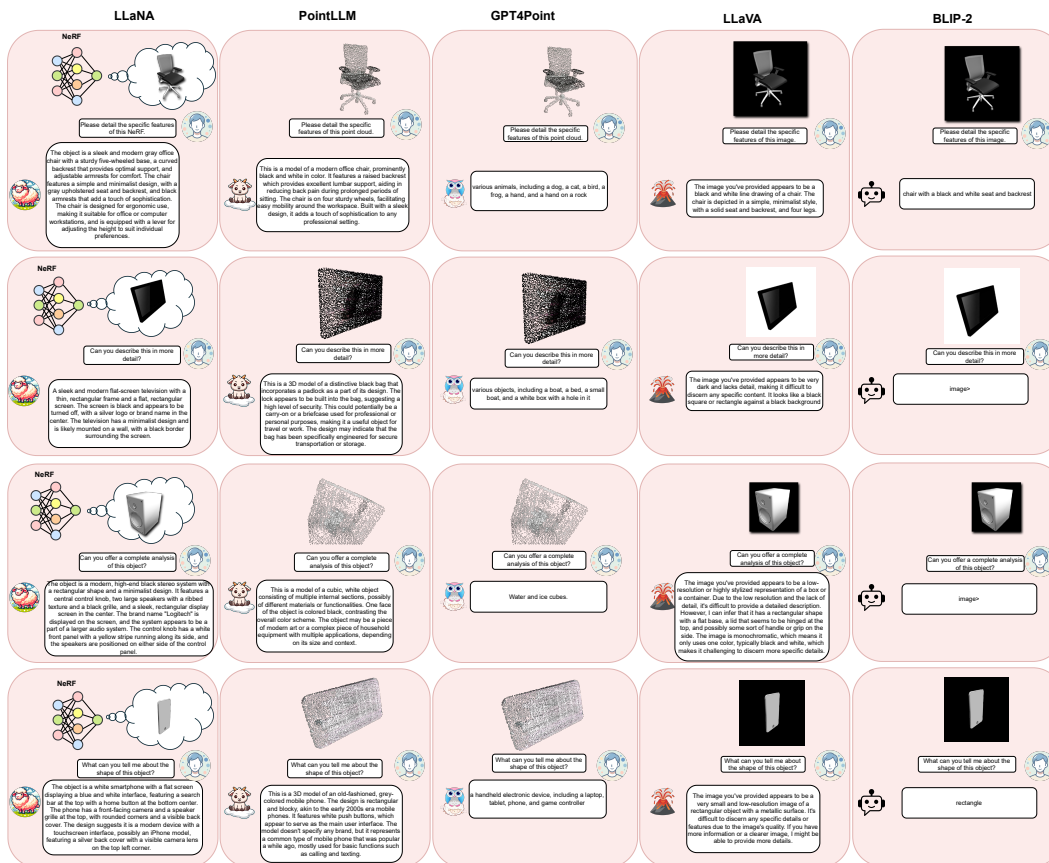 LLaNA
PointLLM
GPT4Point
LLaVA
BLIP-2
NeRF
Please detail the specific features
of this NeRF.
The object is a sleek and modern gray office
chair with a sturdy five-wheeled base, a curved
backrest that provides optimal support, and
adjustable armrests for comfort. The chair
features a simple and minimalist design, with a
gray upholstered seat and backrest, and black
armrests that add a touch of sophistication.
The chair is designed for ergonomic use,
making it suitable for office or computer
workstations, and is equipped with a lever for
adjusting the height to suit individual
preferences.
Please detail the specific
features of this point cloud.
This is a model of a modern office chair, prominently
black and white in color. It features a raised backrest
which provides excellent lumbar support, aiding in
reducing back pain during prolonged periods of
sitting. The chair is on four sturdy wheels, facilitating
easy mobility around the workspace. Built with a sleek
design, it adds a touch of sophistication to any
professional setting.
Please detail the specific
features of this point cloud.
various animals, including a dog, a cat, a bird, a
frog, a hand, and a hand on a rock
Please detail the specific
features of this image.
The image you've provided appears to be a
black and white line drawing of a chair. The
chair is depicted in a simple, minimalist style,
with a solid seat and backrest, and four legs.
Please detail the specific
features of this image.
chair with a black and white seat and backrest
NeRF
Can you describe this in more
detail?
A sleek and modern flat-screen television with a
thin, rectangular frame and a flat, rectangular
screen. The screen is black and appears to be
turned off, with a silver logo or brand name in the
center. The television has a minimalist design and
is likely mounted on a wall, with a black border
surrounding the screen.
Can you describe this in more
detail?
This is a 3D model of a distinctive black bag that
incorporates a padlock as a part of its design. The
lock appears to be built into the bag, suggesting a
high level of security. This could potentially be a
carry-on or a briefcase used for professional or
personal purposes, making it a useful object for
travel or work. The design may indicate that the
bag has been specifically engineered for secure
transportation or storage.
Can you describe this in more
detail?
various objects, including a boat, a bed, a small
boat, and a white box with a hole in it
Can you describe this in
more detail?
The image you've provided appears to be very
dark and lacks detail, making it difficult to
discern any specific content. It looks like a black
square or rectangle against a black background
Can you describe this in more
detail?
image>
NeRF
Can you offer a complete analysis
of this object?
The object is a modern, high-end black stereo system with
a rectangular shape and a minimalist design. It features a
central control knob, two large speakers with a ribbed
texture and a black grille, and a sleek, rectangular display
screen in the center. The brand name "Logitech" is
displayed on the screen, and the system appears to be a
part of a larger audio system. The control knob has a white
front panel with a yellow stripe running along its side, and
the speakers are positioned on either side of the control
panel.
Can you offer a complete
analysis of this object?
This is a model of a cubic, white object
consisting of multiple internal sections, possibly
of different materials or functionalities. One face
of the object is colored black, contrasting the
overall color scheme. The object may be a piece
of modern art or a complex piece of household
equipment with multiple applications, depending
on its size and context.
Can you offer a complete
analysis of this object?
Water and ice cubes.
Can you offer a complete
analysis of this object?
The image you've provided appears to be a low-
resolution or highly stylized representation of a box or
a container. Due to the low resolution and the lack of
detail, it's difficult to provide a detailed description.
However, I can infer that it has a rectangular shape
with a flat base, a lid that seems to be hinged at the
top, and possibly some sort of handle or grip on the
side. The image is monochromatic, which means it
only uses one color, typically black and white, which
makes it challenging to discern more specific details.
Can you offer a complete analysis
of this object?
image>
NeRF
What can you tell me about the
shape of this object?
The object is a white smartphone with a flat screen
displaying a blue and white interface, featuring a search
bar at the top with a home button at the bottom center.
The phone has a front-facing camera and a speaker
grille at the top, with rounded corners and a visible back
cover. The design suggests it is a modern device with a
touchscreen interface, possibly an iPhone model,
featuring a silver back cover with a visible camera lens
on the top left corner.
What can you tell me about the
shape of this object?
This is a 3D model of an old-fashioned, grey-
colored mobile phone. The design is rectangular
and blocky, akin to the early 2000s era mobile
phones. It features white push buttons, which
appear to serve as the main user interface. The
model doesn't specify any brand, but it represents
a common type of mobile phone that was popular
a while ago, mostly used for basic functions such
as calling and texting.
What can you tell me about the
shape of this object?
a handheld electronic device, including a laptop,
tablet, phone, and game controller
What can you tell me about
the shape of this object?
The image you've provided appears to be a
very small and low-resolution image of a
rectangular object with a metallic surface. It's
difficult to discern any specific details or
features due to the image's quality. If you have
more information or a clearer image, I might be
able to provide more details.
What can you tell me about the
shape of this object?
rectangle